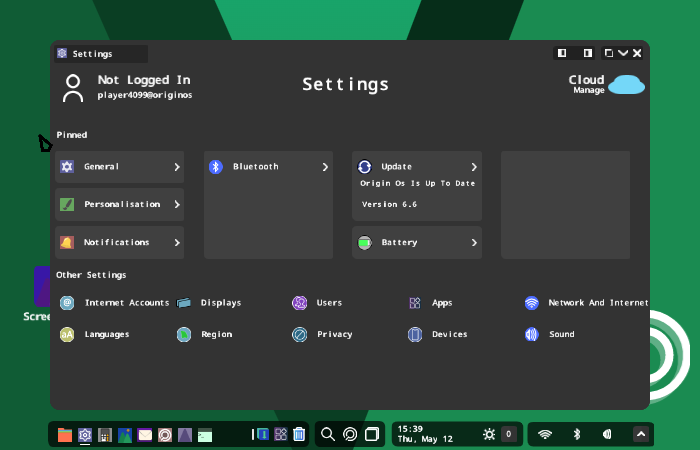 Settings
Not Logged In
player4099@originos
Settings
Cloud
Manage
Pinned
General
Bluetooth
Update
Origin Os Is Up To Date
Version 6.6
Personalisation
Notifications
Battery
Other Settings
Internet Accounts
Displays
Users
Apps
Network And Internet
Languages
Region
Privacy
Devices
Sound
Scree
15:39
Thu, May 12
0